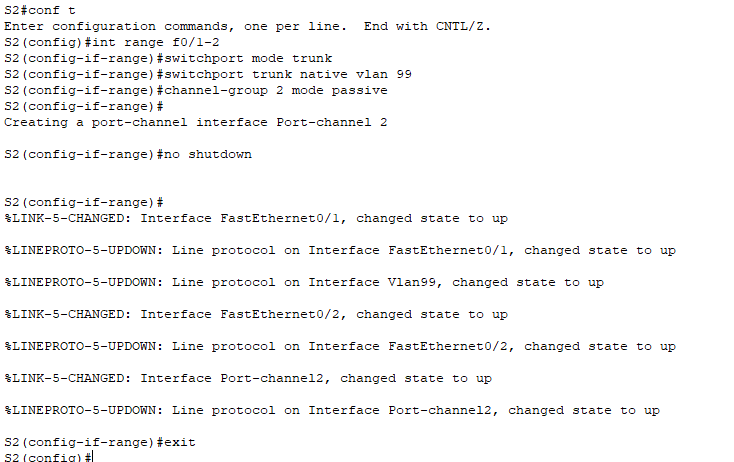 S2#conf t
Enter configuration commands, one per line.  End with CNTL/Z.
S2(config)#int range f0/1-2
S2(config-if-range)#switchport mode trunk
S2(config-if-range)#switchport trunk native vlan 99
S2(config-if-range)#channel-group 2 mode passive
S2(config-if-range)#
Creating a port-channel interface Port-channel 2
S2(config-if-range)#no shutdown
S2(config-if-range)#
%LINK-5-CHANGED: Interface FastEthernet0/1, changed state to up
%LINEPROTO-5-UPDOWN: Line protocol on Interface FastEthernet0/1, changed state to up
%LINEPROTO-5-UPDOWN: Line protocol on Interface Vlan99, changed state to up
%LINK-5-CHANGED: Interface FastEthernet0/2, changed state to up
%LINEPROTO-5-UPDOWN: Line protocol on Interface FastEthernet0/2, changed state to up
%LINK-5-CHANGED: Interface Port-channel2, changed state to up
%LINEPROTO-5-UPDOWN: Line protocol on Interface Port-channel2, changed state to up
S2(config-if-range)#exit
S2(config)#